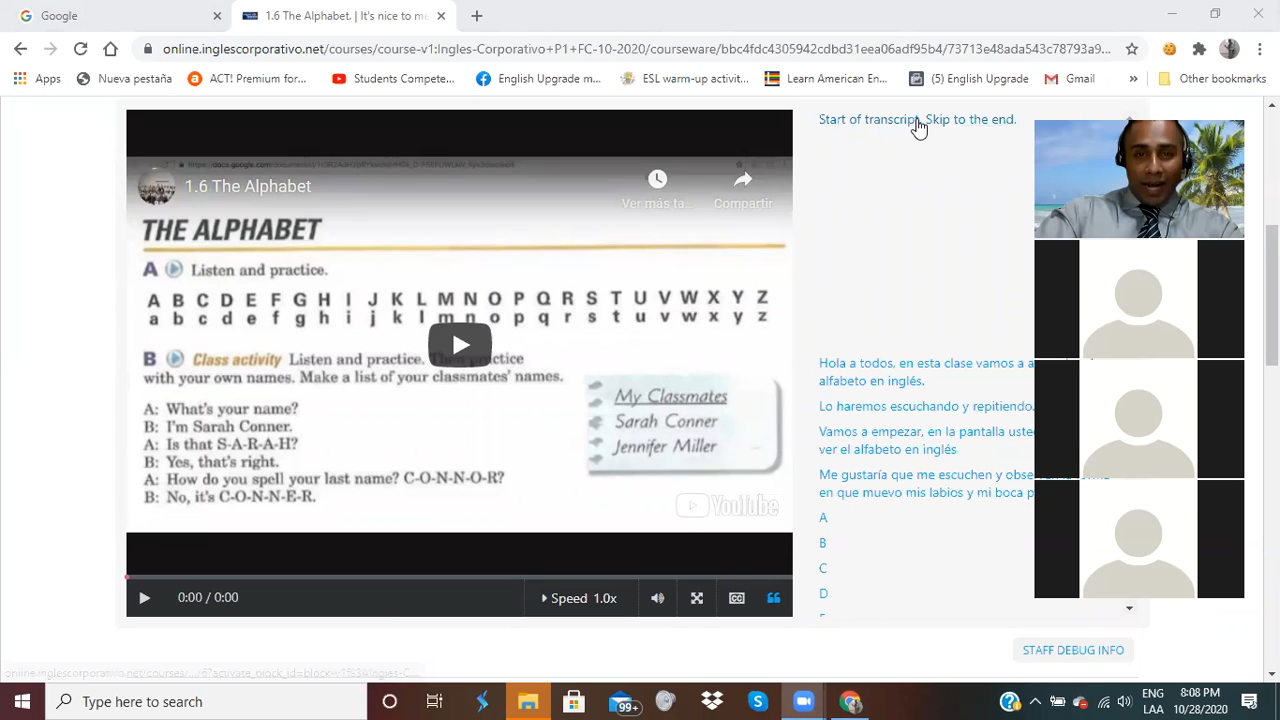 Google
1.6 The Alphabet. | It's nice to me
online.inglescorporativo.net/courses/course-v1:Ingles-Corporativo+P1+FC-10-2020/courseware/bbc4fdc4305942cdbd31eea06adf95b4/73713e48ada543c78793a9...
Apps
Nueva pestaña
ACT! Premium for...
Students Compete...
English Upgrade m...
ESL warm-up activit...
Learn American En...
(5) English Upgrade
Gmail
»
Other bookmarks
1.6 The Alphabet
Ver más ta...
Compartir
THE ALPHABET
A Listen and practice.
A B C D E F G H I J K L M N O P Q R S T U V W X Y Z
a b c d e f g h i j k l m n o p q r s t u v w x y z
B Class activity Listen and practice. Then practice
with your own names. Make a list of your classmates' names.
A: What's your name?
B: I'm Sarah Conner.
A: Is that S-A-R-A-H?
B: Yes, that's right.
A: How do you spell your last name? C-O-N-N-O-R?
B: No, it's C-O-N-N-E-R.
My Classmates
Sarah Conner
Jennifer Miller
YouTube
0:00 / 0:00
Speed 1.0x
Start of transcript. Skip to the end.
Hola a todos, en esta clase vamos a a
alfabeto en inglés.
Lo haremos escuchando y repitiendo.
Vamos a empezar, en la pantalla uste
ver el alfabeto en inglés
Me gustaría que me escuchen y obse
en que muevo mis labios y mi boca p
A
B
C
D
STAFF DEBUG INFO
Type here to search
99+
ENG
LAA
8:08 PM
10/28/2020